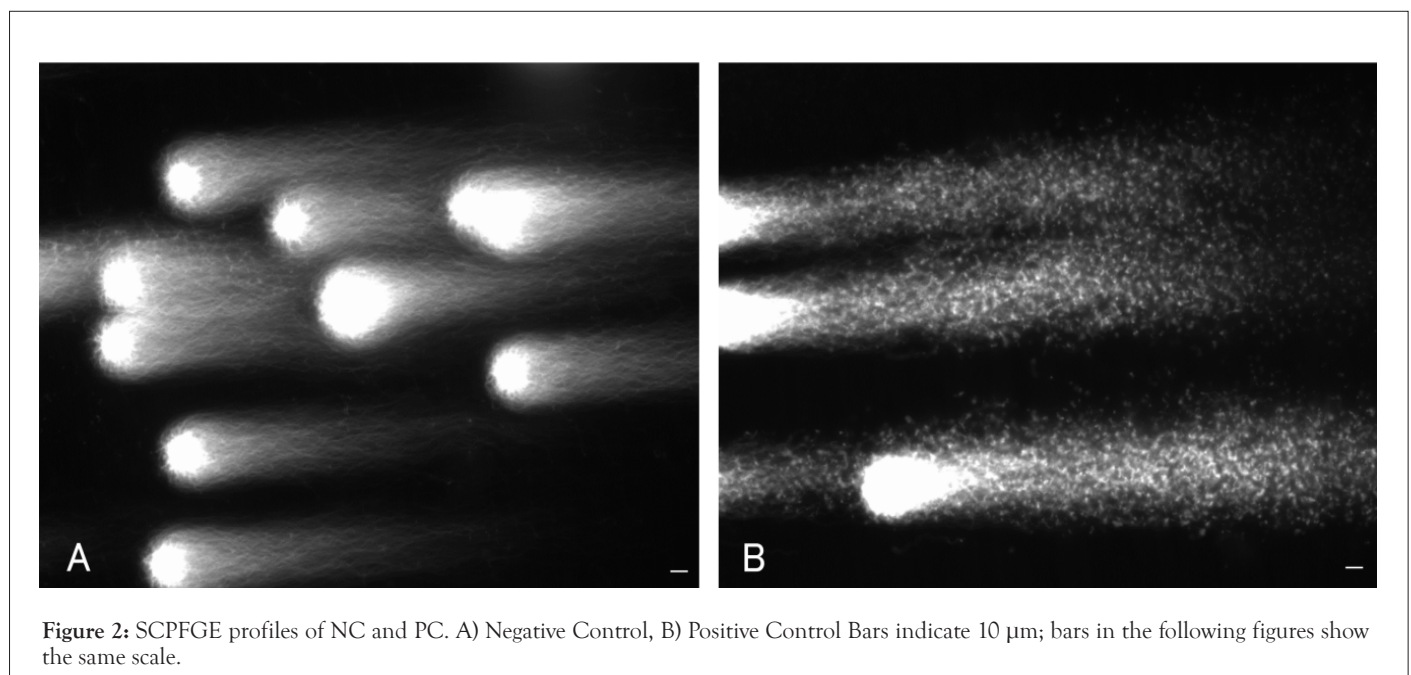 A
B
Figure 2: SCPFGE profiles of NC and PC. A) Negative Control, B) Positive Control Bars indicate 10 µm; bars in the following figures show
the same scale.